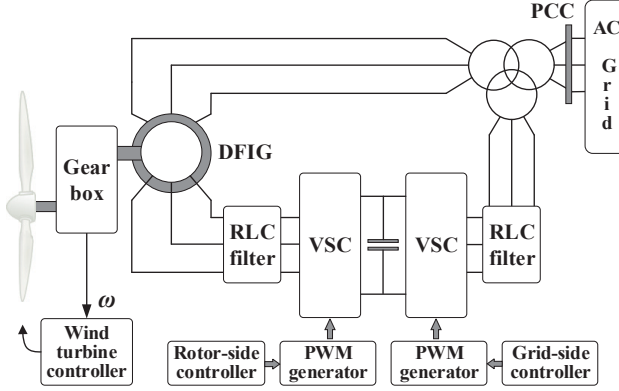 PCC
AC
G
r
i
d
DFIG
Gear
box
RLC
filter
VSC
VSC
RLC
filter
ω
Wind
turbine
controller
Rotor-side
controller
PWM
generator
PWM
generator
Grid-side
controller